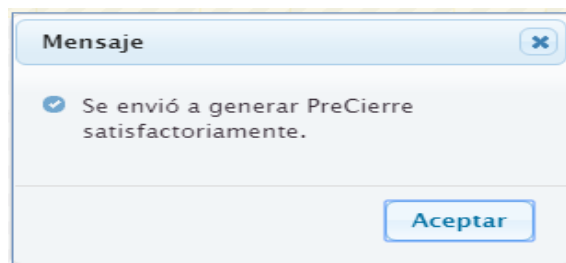 Mensaje
Se envió a generar PreCierre
satisfactoriamente.
Aceptar